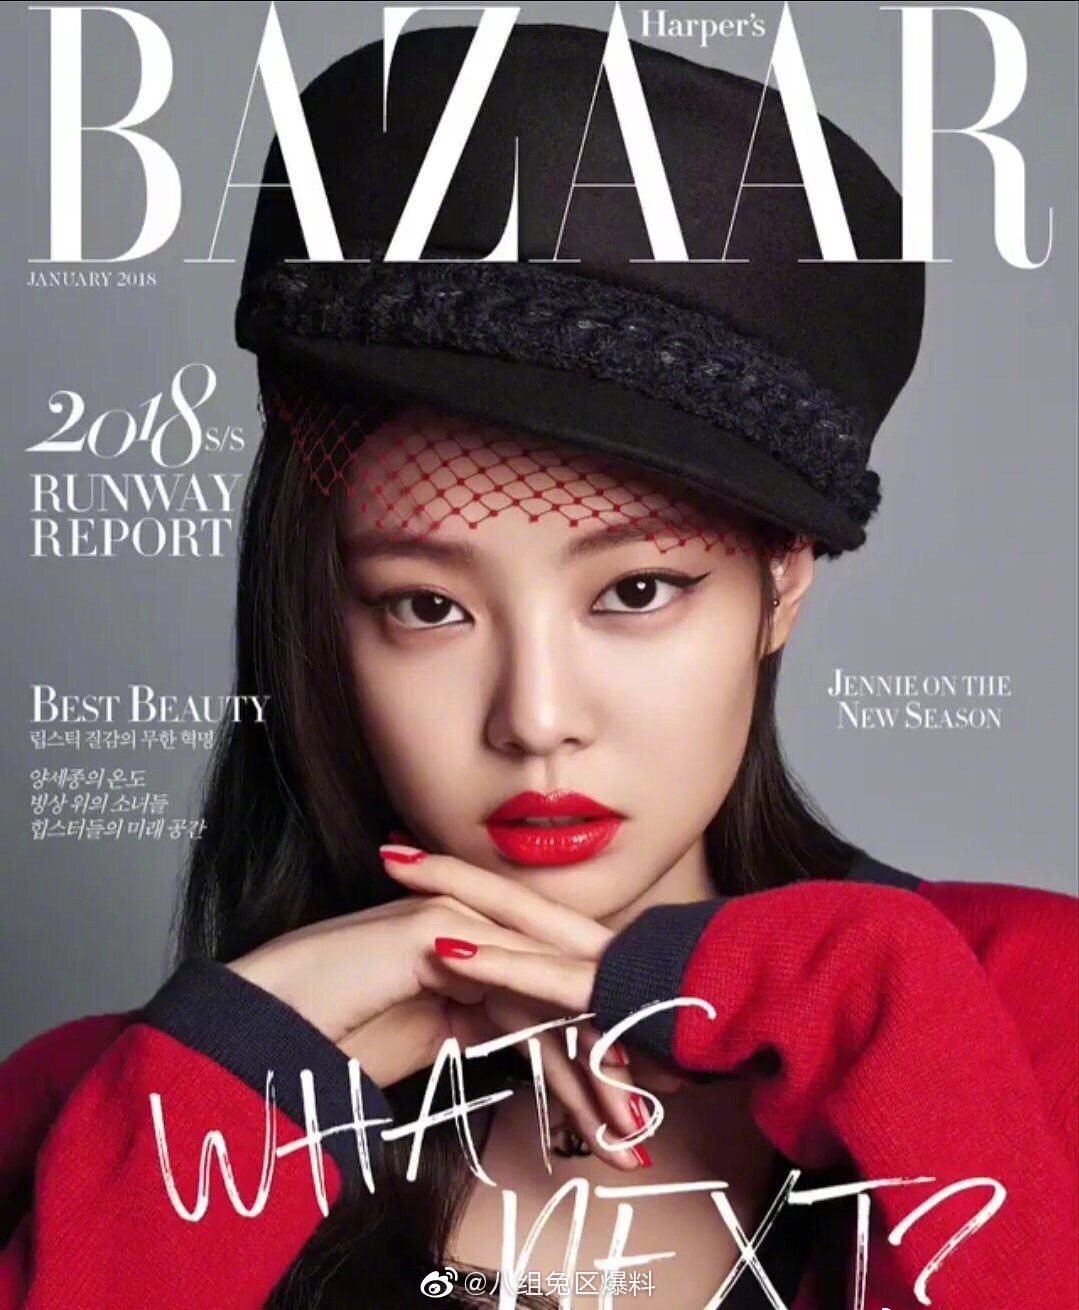 Harper's
BAZAAR
JANUARY 2018
2018 S/S
RUNWAY
REPORT
BEST BEAUTY
립스틱 질감의 무한 혁명
양세종의 온도
빙상 위의 소녀들
힙스터들의 미래 공간
JENNIE ON THE
NEW SEASON
WHAT'S
NEXT?
@八组兔区爆料